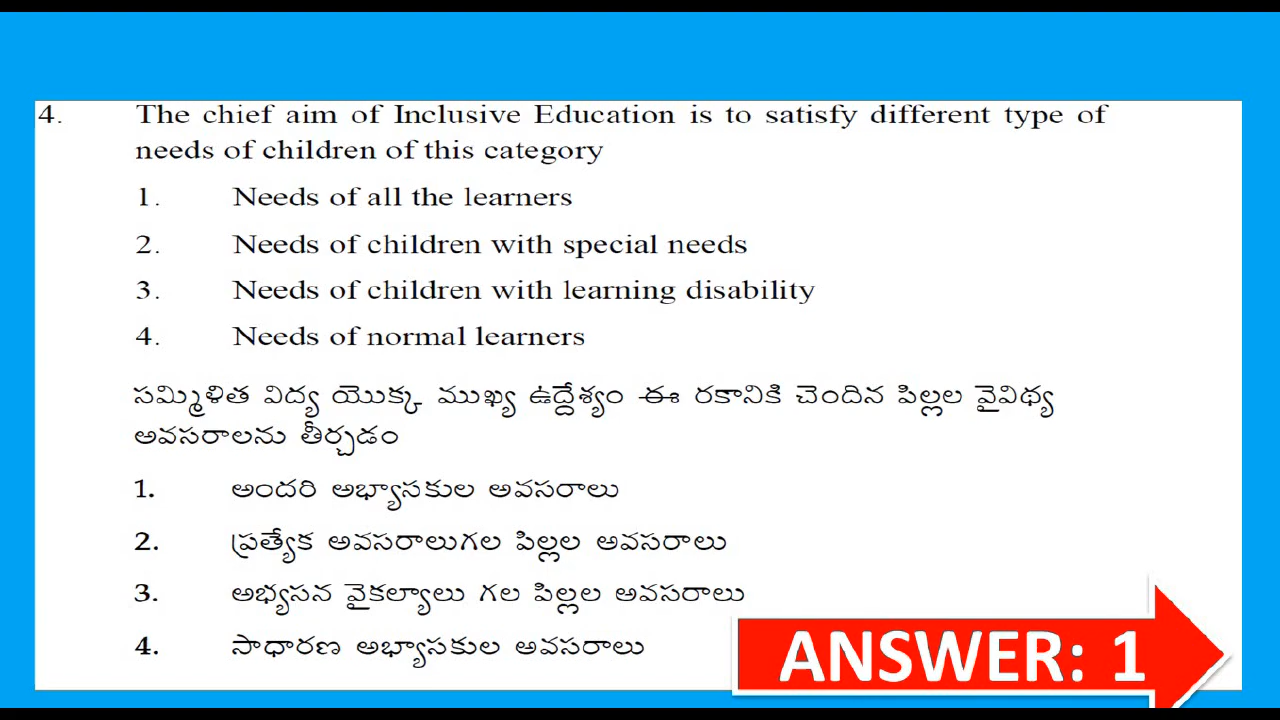 4. The chief aim of Inclusive Education is to satisfy different type of
needs of children of this category
1. Needs of all the learners
2. Needs of children with special needs
3. Needs of children with learning disability
4. Needs of normal learners
సమ్మిళిత విద్య యొక్క ముఖ్య ఉద్దేశ్యం ఈ రకానికి చెందిన పిల్లల వైవిధ్య
అవసరాలను తీర్చడం
1. అందరి అభ్యాసకుల అవసరాలు
2. ప్రత్యేక అవసరాలుగల పిల్లల అవసరాలు
3. అభ్యసన వైకల్యాలు గల పిల్లల అవసరాలు
4. సాధారణ అభ్యాసకుల అవసరాలు
ANSWER: 1